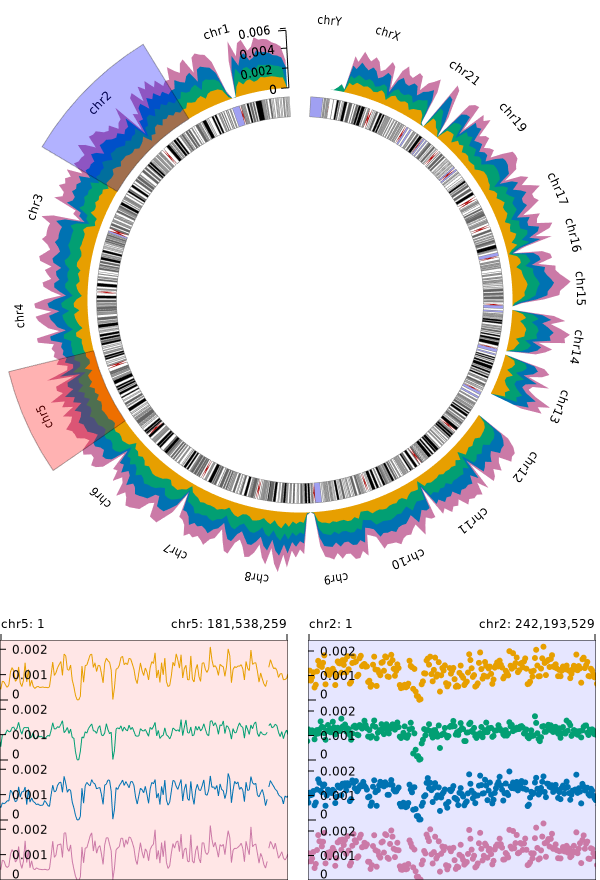 chr1
0.006
0.004
0.002
0
chrY
chrX
chr21
chr19
chr17
chr16
chr15
chr14
chr13
chr12
chr11
chr10
chr9
chr8
chr7
chr6
chr5
chr4
chr3
chr2
chr5: 1
chr5: 181,538,259
0.002
0.001
0
0.002
0.001
0
0.002
0.001
0
0.002
0.001
0
chr2: 1
chr2: 242,193,529
0.002
0.001
0
0.002
0.001
0
0.002
0.001
0
0.002
0.001
0